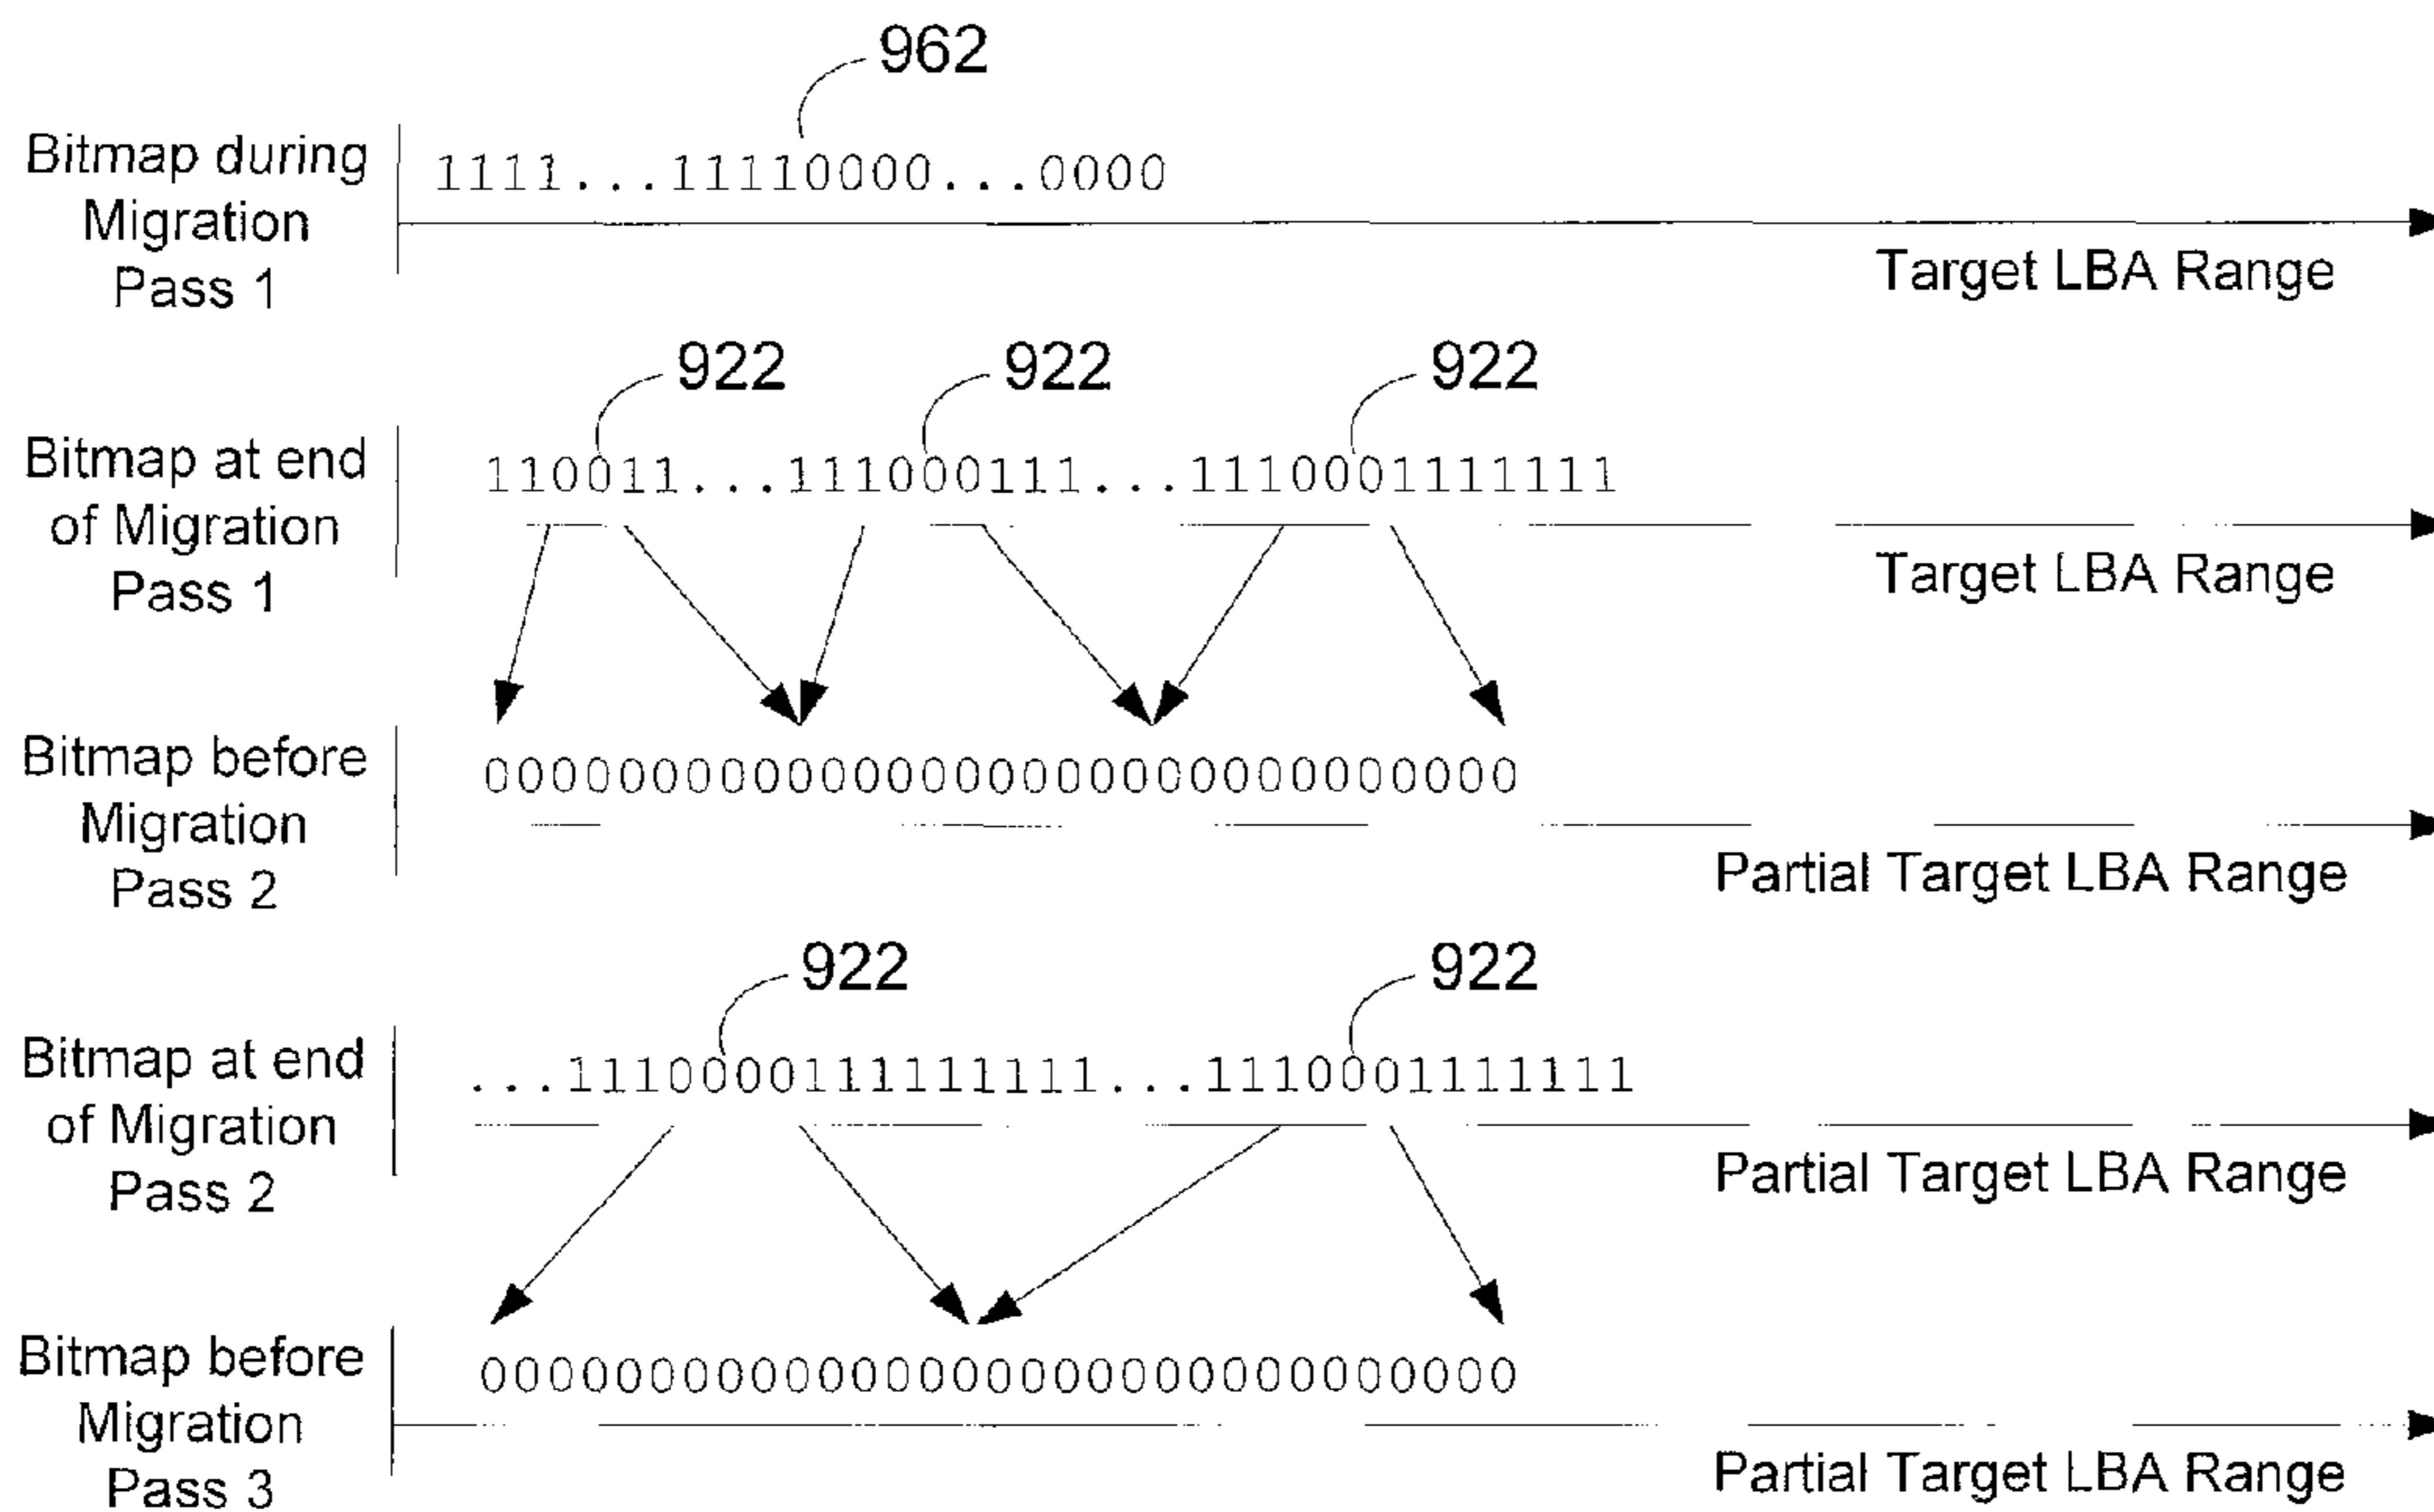 962
Bitmap during
Migration
Pass 1
1111...11110000...0000
Target LBA Range
922 922 922
Bitmap at end
of Migration
Pass 1
110011...111000111...1110001111111
Target LBA Range
Bitmap before
Migration
Pass 2
0000000000000000000000000000000
Partial Target LBA Range
922 922
Bitmap at end
of Migration
Pass 2
...1110000111111111...1110001111111
Partial Target LBA Range
Bitmap before
Migration
Pass 3
0000000000000000000000000000000
Partial Target LBA Range